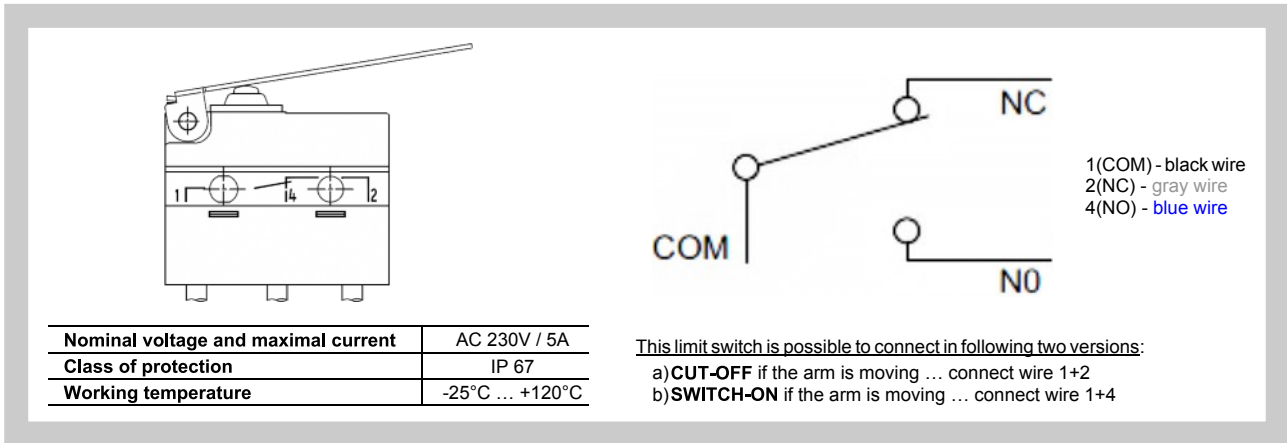 1 4 2
NC
COM
N0
1(COM) - black wire
2(NC) - gray wire
4(NO) - blue wire
Nominal voltage and maximal current AC 230V / 5A
Class of protection IP 67
Working temperature -25°C … +120°C
This limit switch is possible to connect in following two versions:
a) CUT-OFF if the arm is moving … connect wire 1+2
b) SWITCH-ON if the arm is moving … connect wire 1+4